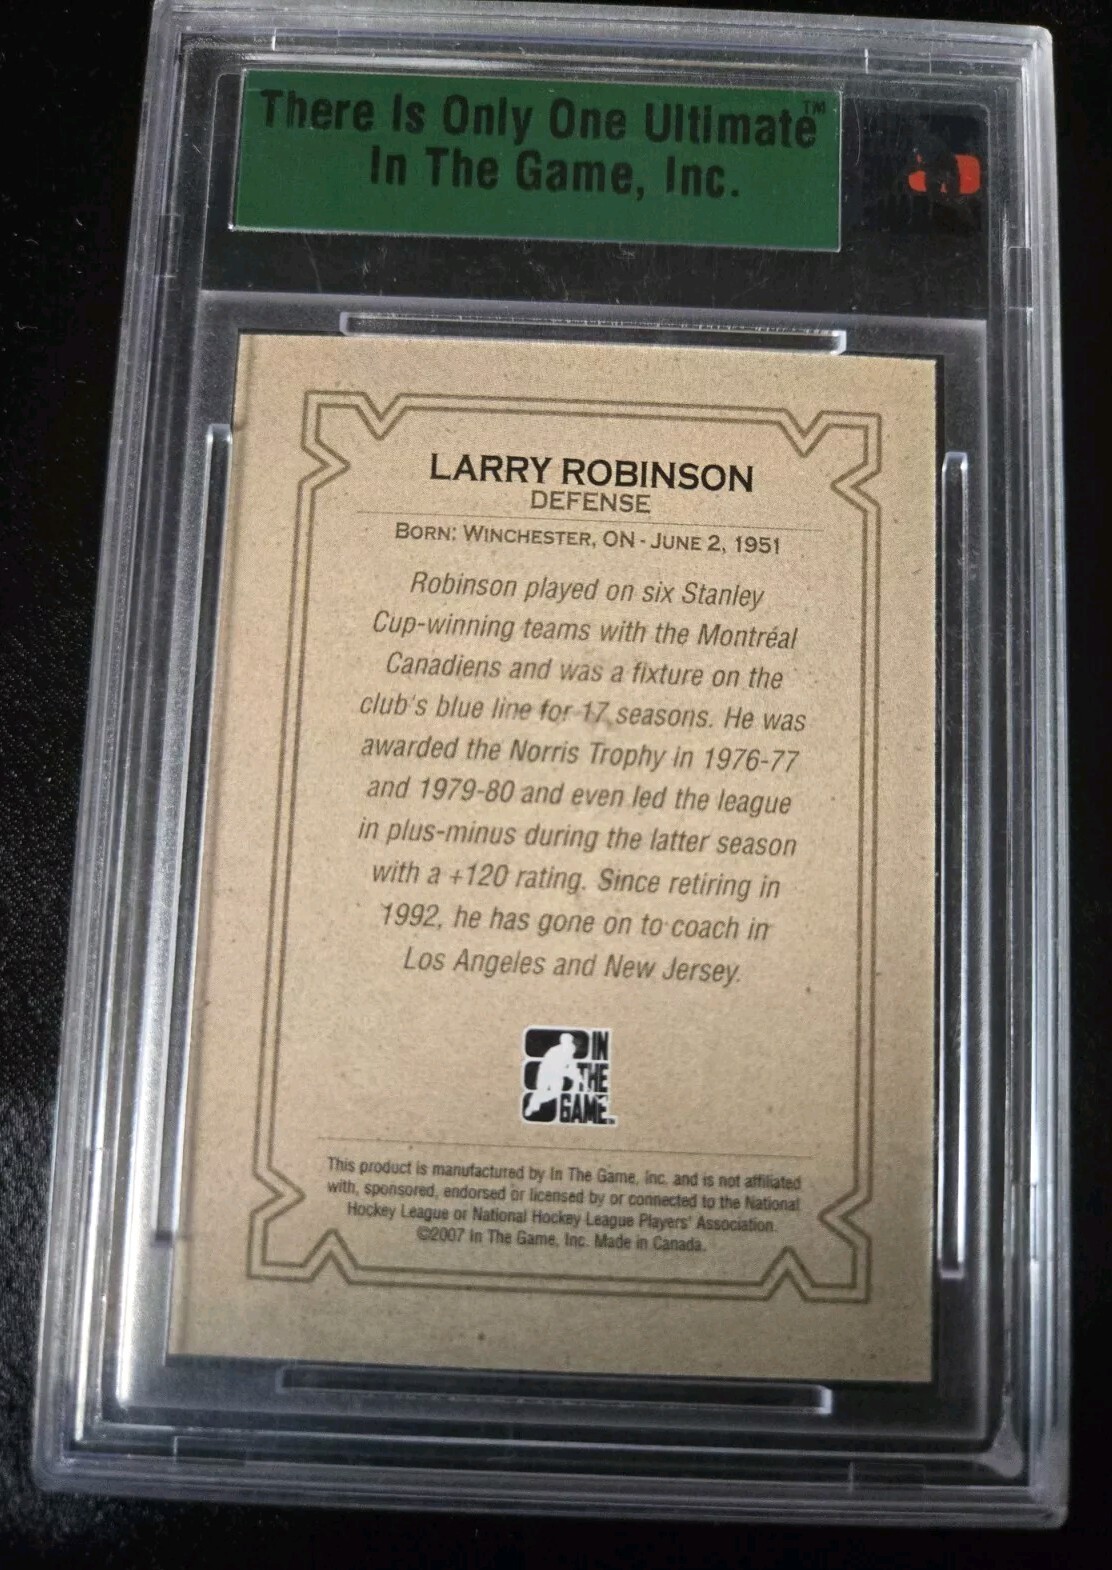 There Is Only One Ultimate™
In The Game, Inc.
LARRY ROBINSON
DEFENSE
BORN: WINCHESTER, ON - JUNE 2, 1951
Robinson played on six Stanley
Cup-winning teams with the Montréal
Canadiens and was a fixture on the
club's blue line for 17 seasons. He was
awarded the Norris Trophy in 1976-77
and 1979-80 and even led the league
in plus-minus during the latter season
with a +120 rating. Since retiring in
1992, he has gone on to coach in
Los Angeles and New Jersey.
IN
THE
GAME
This product is manufactured by In The Game, Inc. and is not affiliated
with, sponsored, endorsed or licensed by or connected to the National
Hockey League or National Hockey League Players' Association.
©2007 In The Game, Inc. Made in Canada.